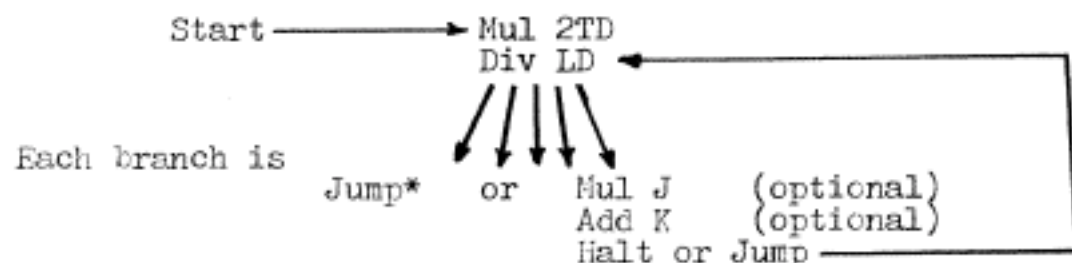 Start Mul 2TD
Div LD
Each branch is
Jump* or Mul J (optional)
Add K (optional)
Halt or Jump